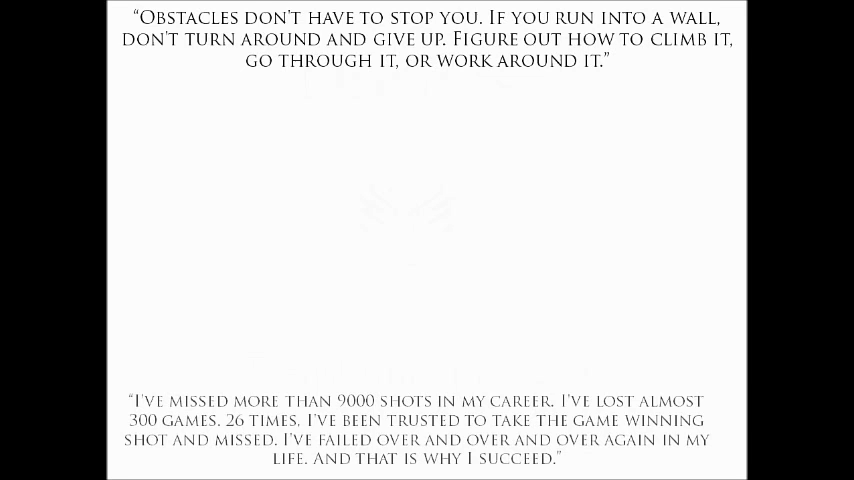 “Obstacles don’t have to stop you. If you run into a wall,
don’t turn around and give up. Figure out how to climb it,
go through it, or work around it.”
“I’ve missed more than 9000 shots in my career. I’ve lost almost
300 games. 26 times, I’ve been trusted to take the game winning
shot and missed. I’ve failed over and over and over again in my
life. And that is why I succeed.”